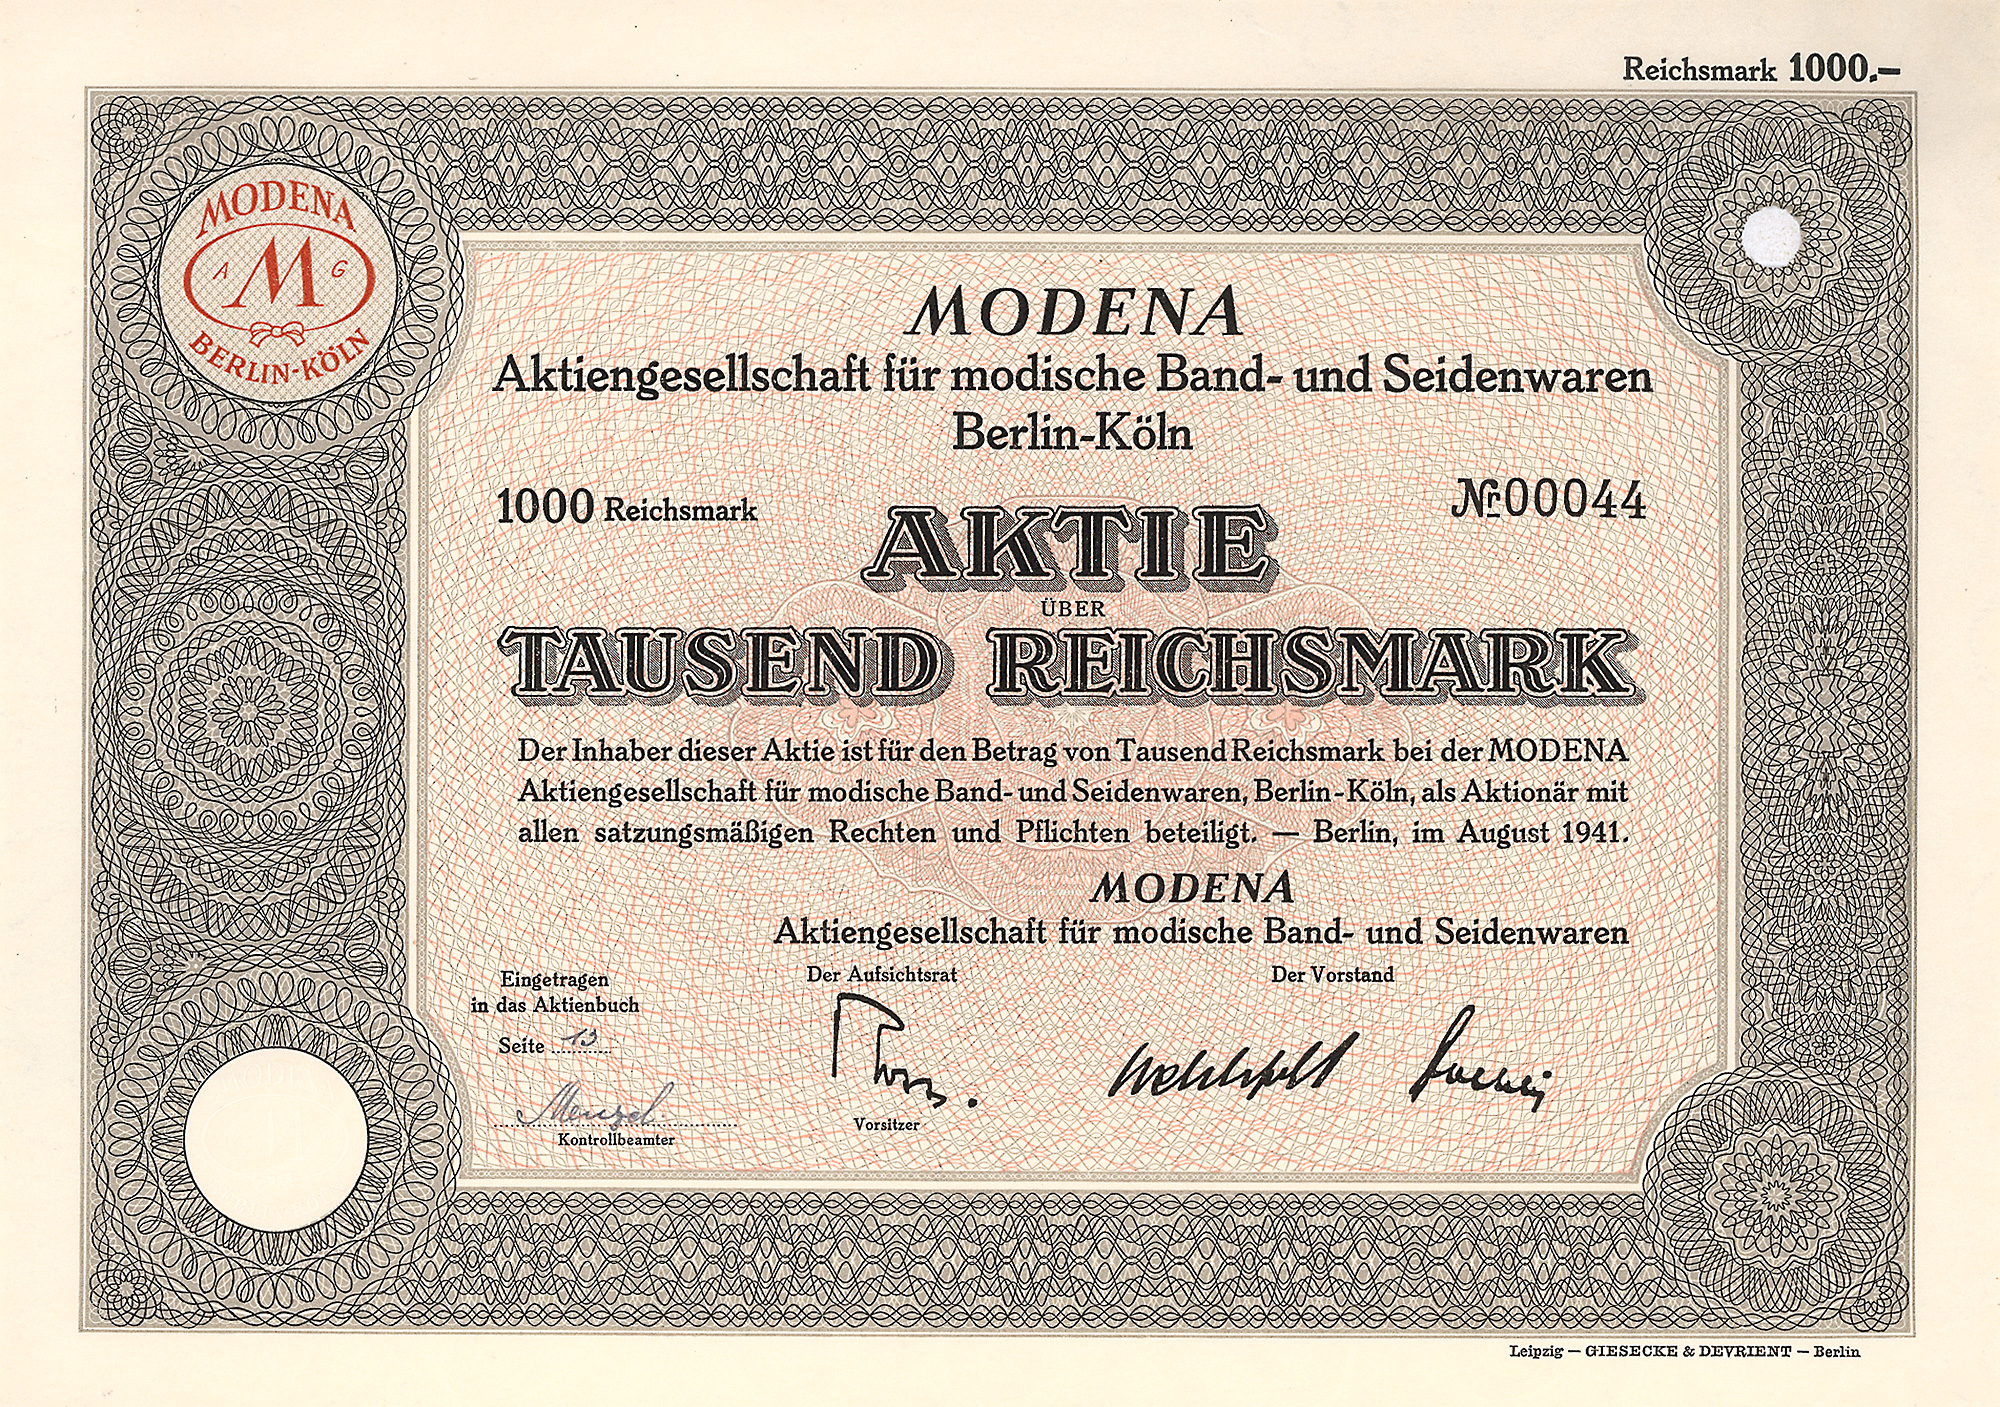 Reichsmark 1000.—
MODENA
A M G
BERLIN-KÖLN
MODENA
Aktiengesellschaft für modische Band- und Seidenwaren
Berlin-Köln
1000 Reichsmark
Nr 00044
AKTIE
ÜBER
TAUSEND REICHSMARK
Der Inhaber dieser Aktie ist für den Betrag von Tausend Reichsmark bei der MODENA
Aktiengesellschaft für modische Band- und Seidenwaren, Berlin-Köln, als Aktionär mit
allen satzungsmäßigen Rechten und Pflichten beteiligt. — Berlin, im August 1941.
MODENA
Aktiengesellschaft für modische Band- und Seidenwaren
Eingetragen
in das Aktienbuch
Seite 13
Menzel
Kontrollbeamter
Der Aufsichtsrat
Vorsitzer
Der Vorstand
Leipzig — GIESECKE & DEVRIENT — Berlin